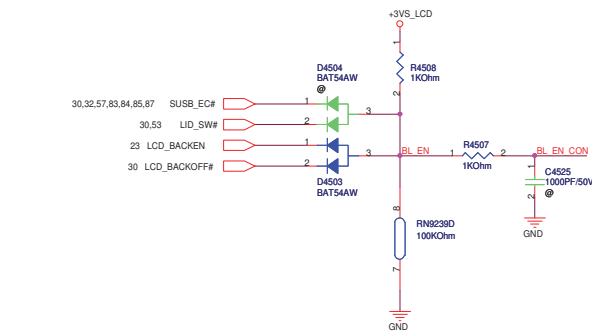 +3VS_LCD
1
R4508
1KOhm
2
D4504
BAT54AW
@
30,32,57,83,84,85,87 SUSB_EC# 1
3
30,53 LID_SW# 2
23 LCD_BACKEN 1
3 BL_EN 1 R4507 2 BL_EN_CON
1KOhm
30 LCD_BACKOFF# 2
D4503
BAT54AW
1
C4525
1000PF/50V
@
2
GND
8
RN9239D
100KOhm
7
GND